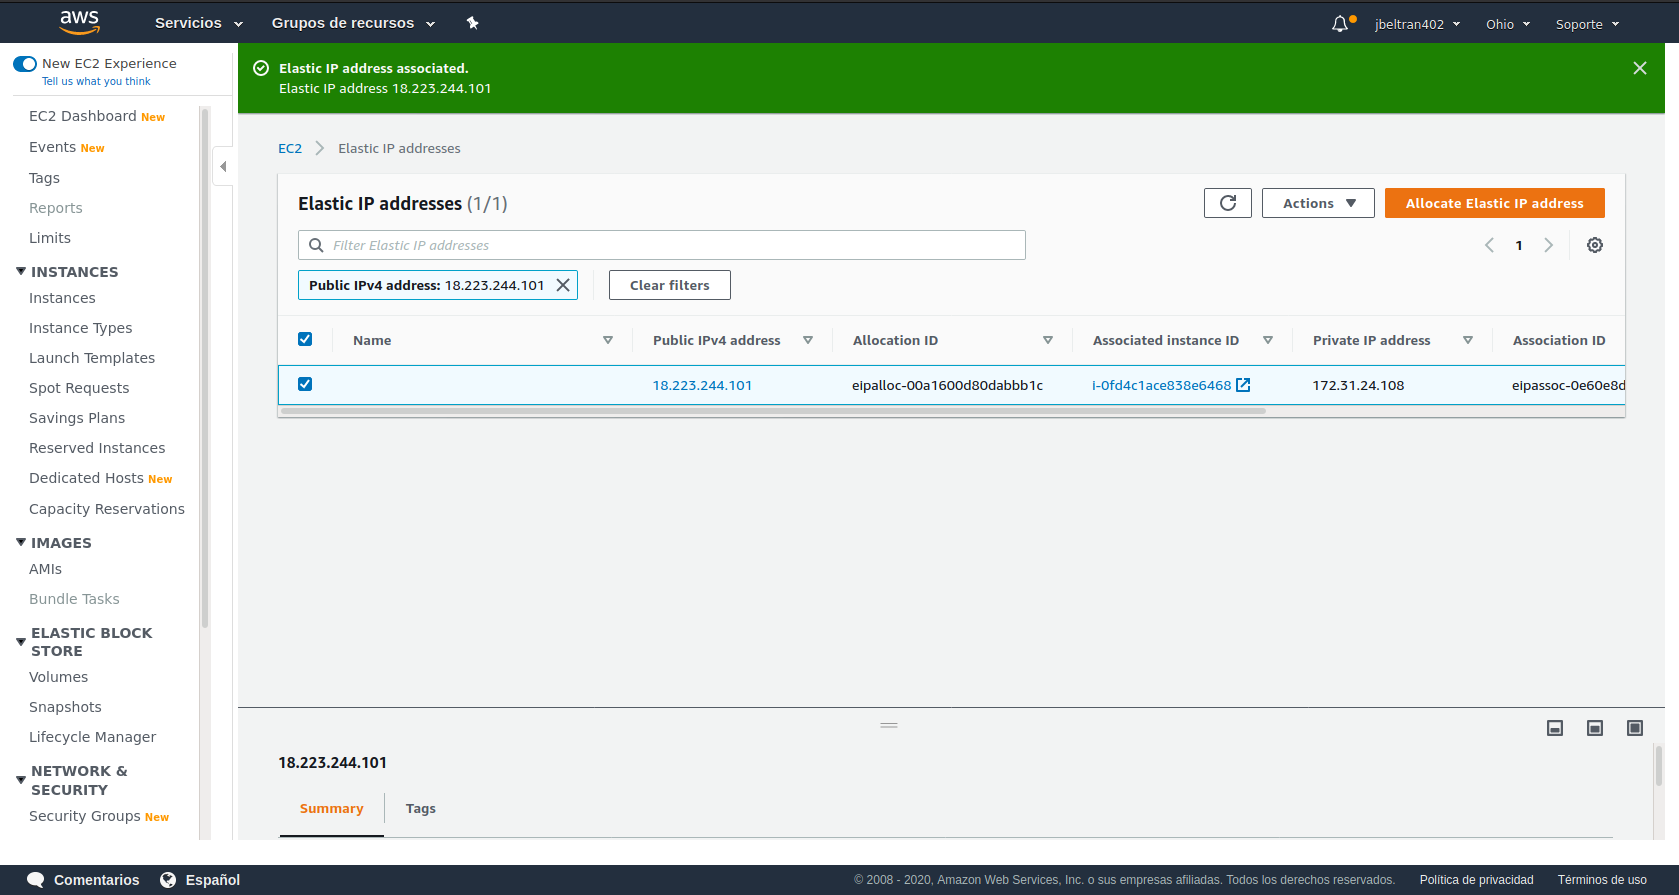 aws
Servicios
Grupos de recursos
jbeltran402
Ohio
Soporte
New EC2 Experience
Tell us what you think
EC2 Dashboard New
Events New
Tags
Reports
Limits
INSTANCES
Instances
Instance Types
Launch Templates
Spot Requests
Savings Plans
Reserved Instances
Dedicated Hosts New
Capacity Reservations
IMAGES
AMIs
Bundle Tasks
ELASTIC BLOCK
STORE
Volumes
Snapshots
Lifecycle Manager
NETWORK &
SECURITY
Security Groups New
Elastic IP address associated.
Elastic IP address 18.223.244.101
EC2
Elastic IP addresses
Elastic IP addresses (1/1)
Actions
Allocate Elastic IP address
Filter Elastic IP addresses
1
Public IPv4 address: 18.223.244.101
Clear filters
Name
Public IPv4 address
Allocation ID
Associated instance ID
Private IP address
Association ID
18.223.244.101
eipalloc-00a1600d80dabbb1c
i-0fd4c1ace838e6468
172.31.24.108
eipassoc-0e60e8d
18.223.244.101
Summary
Tags
Comentarios
Español
© 2008 - 2020, Amazon Web Services, Inc. o sus empresas afiliadas. Todos los derechos reservados.
Política de privacidad
Términos de uso